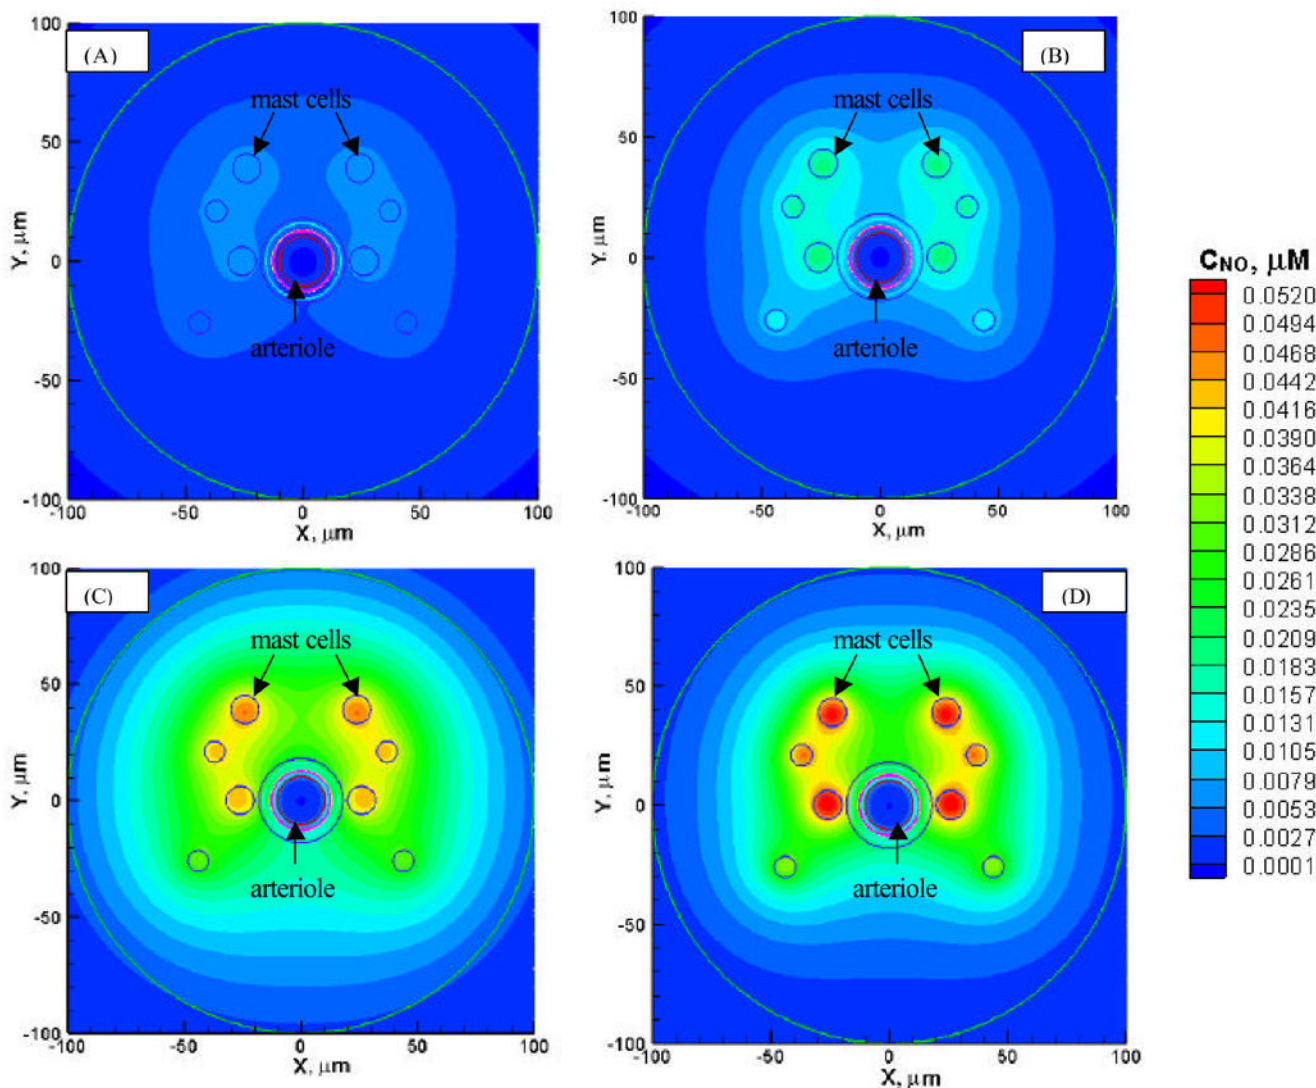 (A)
mast cells
arteriole
100
50
0
-50
-100
Y, μm
-100
-50
0
50
100
X, μm
(B)
mast cells
arteriole
100
50
0
-50
-100
Y, μm
-100
-50
0
50
100
X, μm
(C)
mast cells
arteriole
100
50
0
-50
-100
Y, μm
-100
-50
0
50
100
X, μm
(D)
mast cells
arteriole
100
50
0
-50
-100
Y, μm
-100
-50
0
50
100
X, μm
CNO, μM
0.0520
0.0494
0.0468
0.0442
0.0416
0.0390
0.0364
0.0338
0.0312
0.0286
0.0261
0.0235
0.0209
0.0183
0.0157
0.0131
0.0105
0.0079
0.0053
0.0027
0.0001